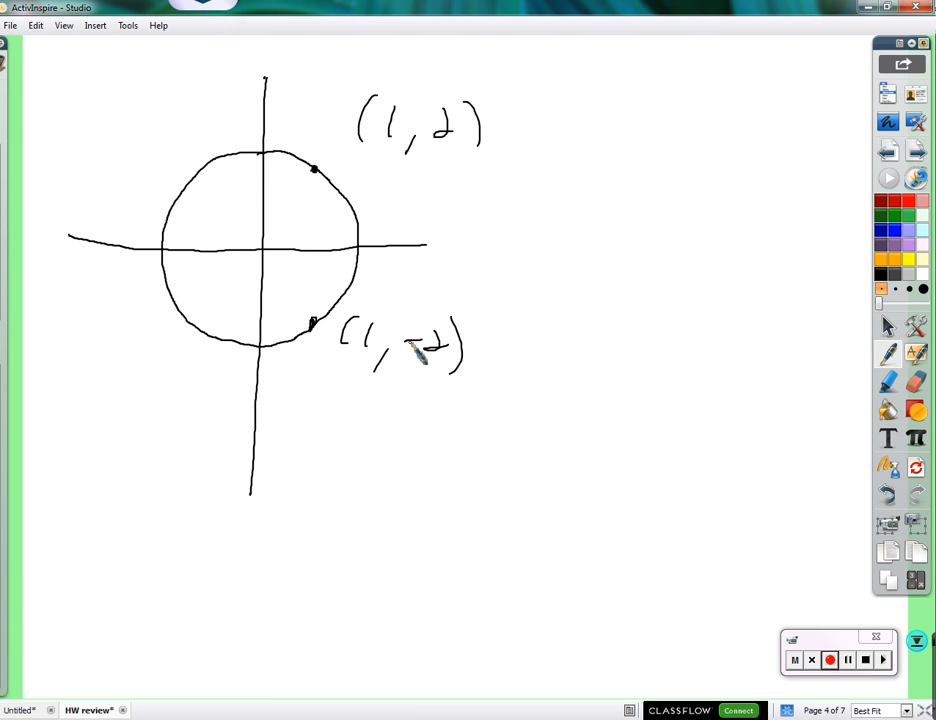 ActivInspire - Studio
File Edit View Insert Tools Help
(1, 2)
(1, -2)
M
Untitled* HW review* CLASSFLOW Connect Page 4 of 7 Best Fit